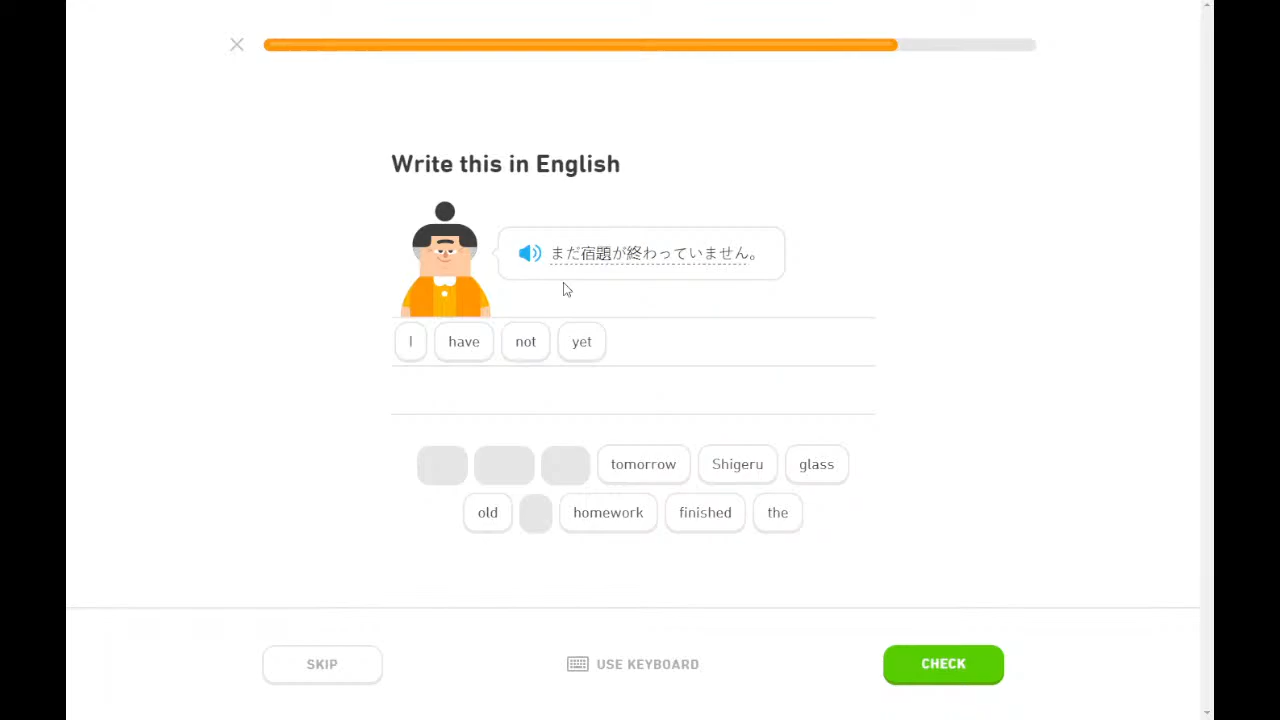 Write this in English
まだ宿題が終わっていません。
I have not yet
tomorrow Shigeru glass
old homework finished the
SKIP USE KEYBOARD CHECK